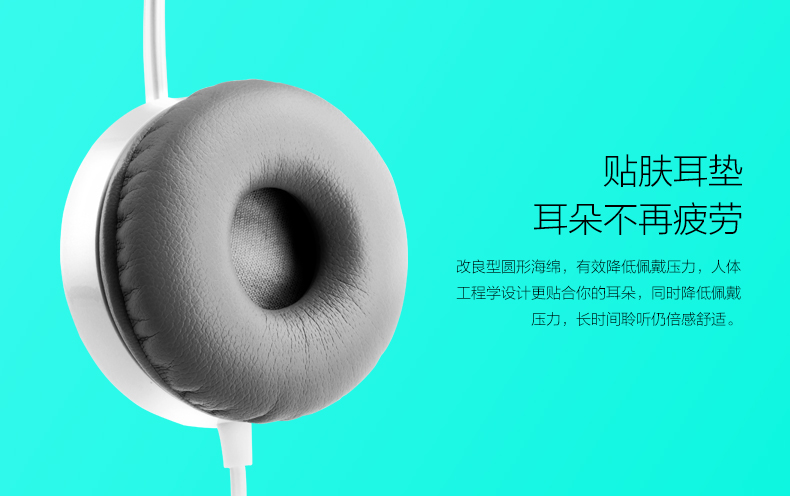 贴肤耳垫
耳朵不再疲劳
改良型圆形海绵，有效降低佩戴压力，人体
工程学设计更贴合你的耳朵，同时降低佩戴
压力，长时间聆听仍倍感舒适。